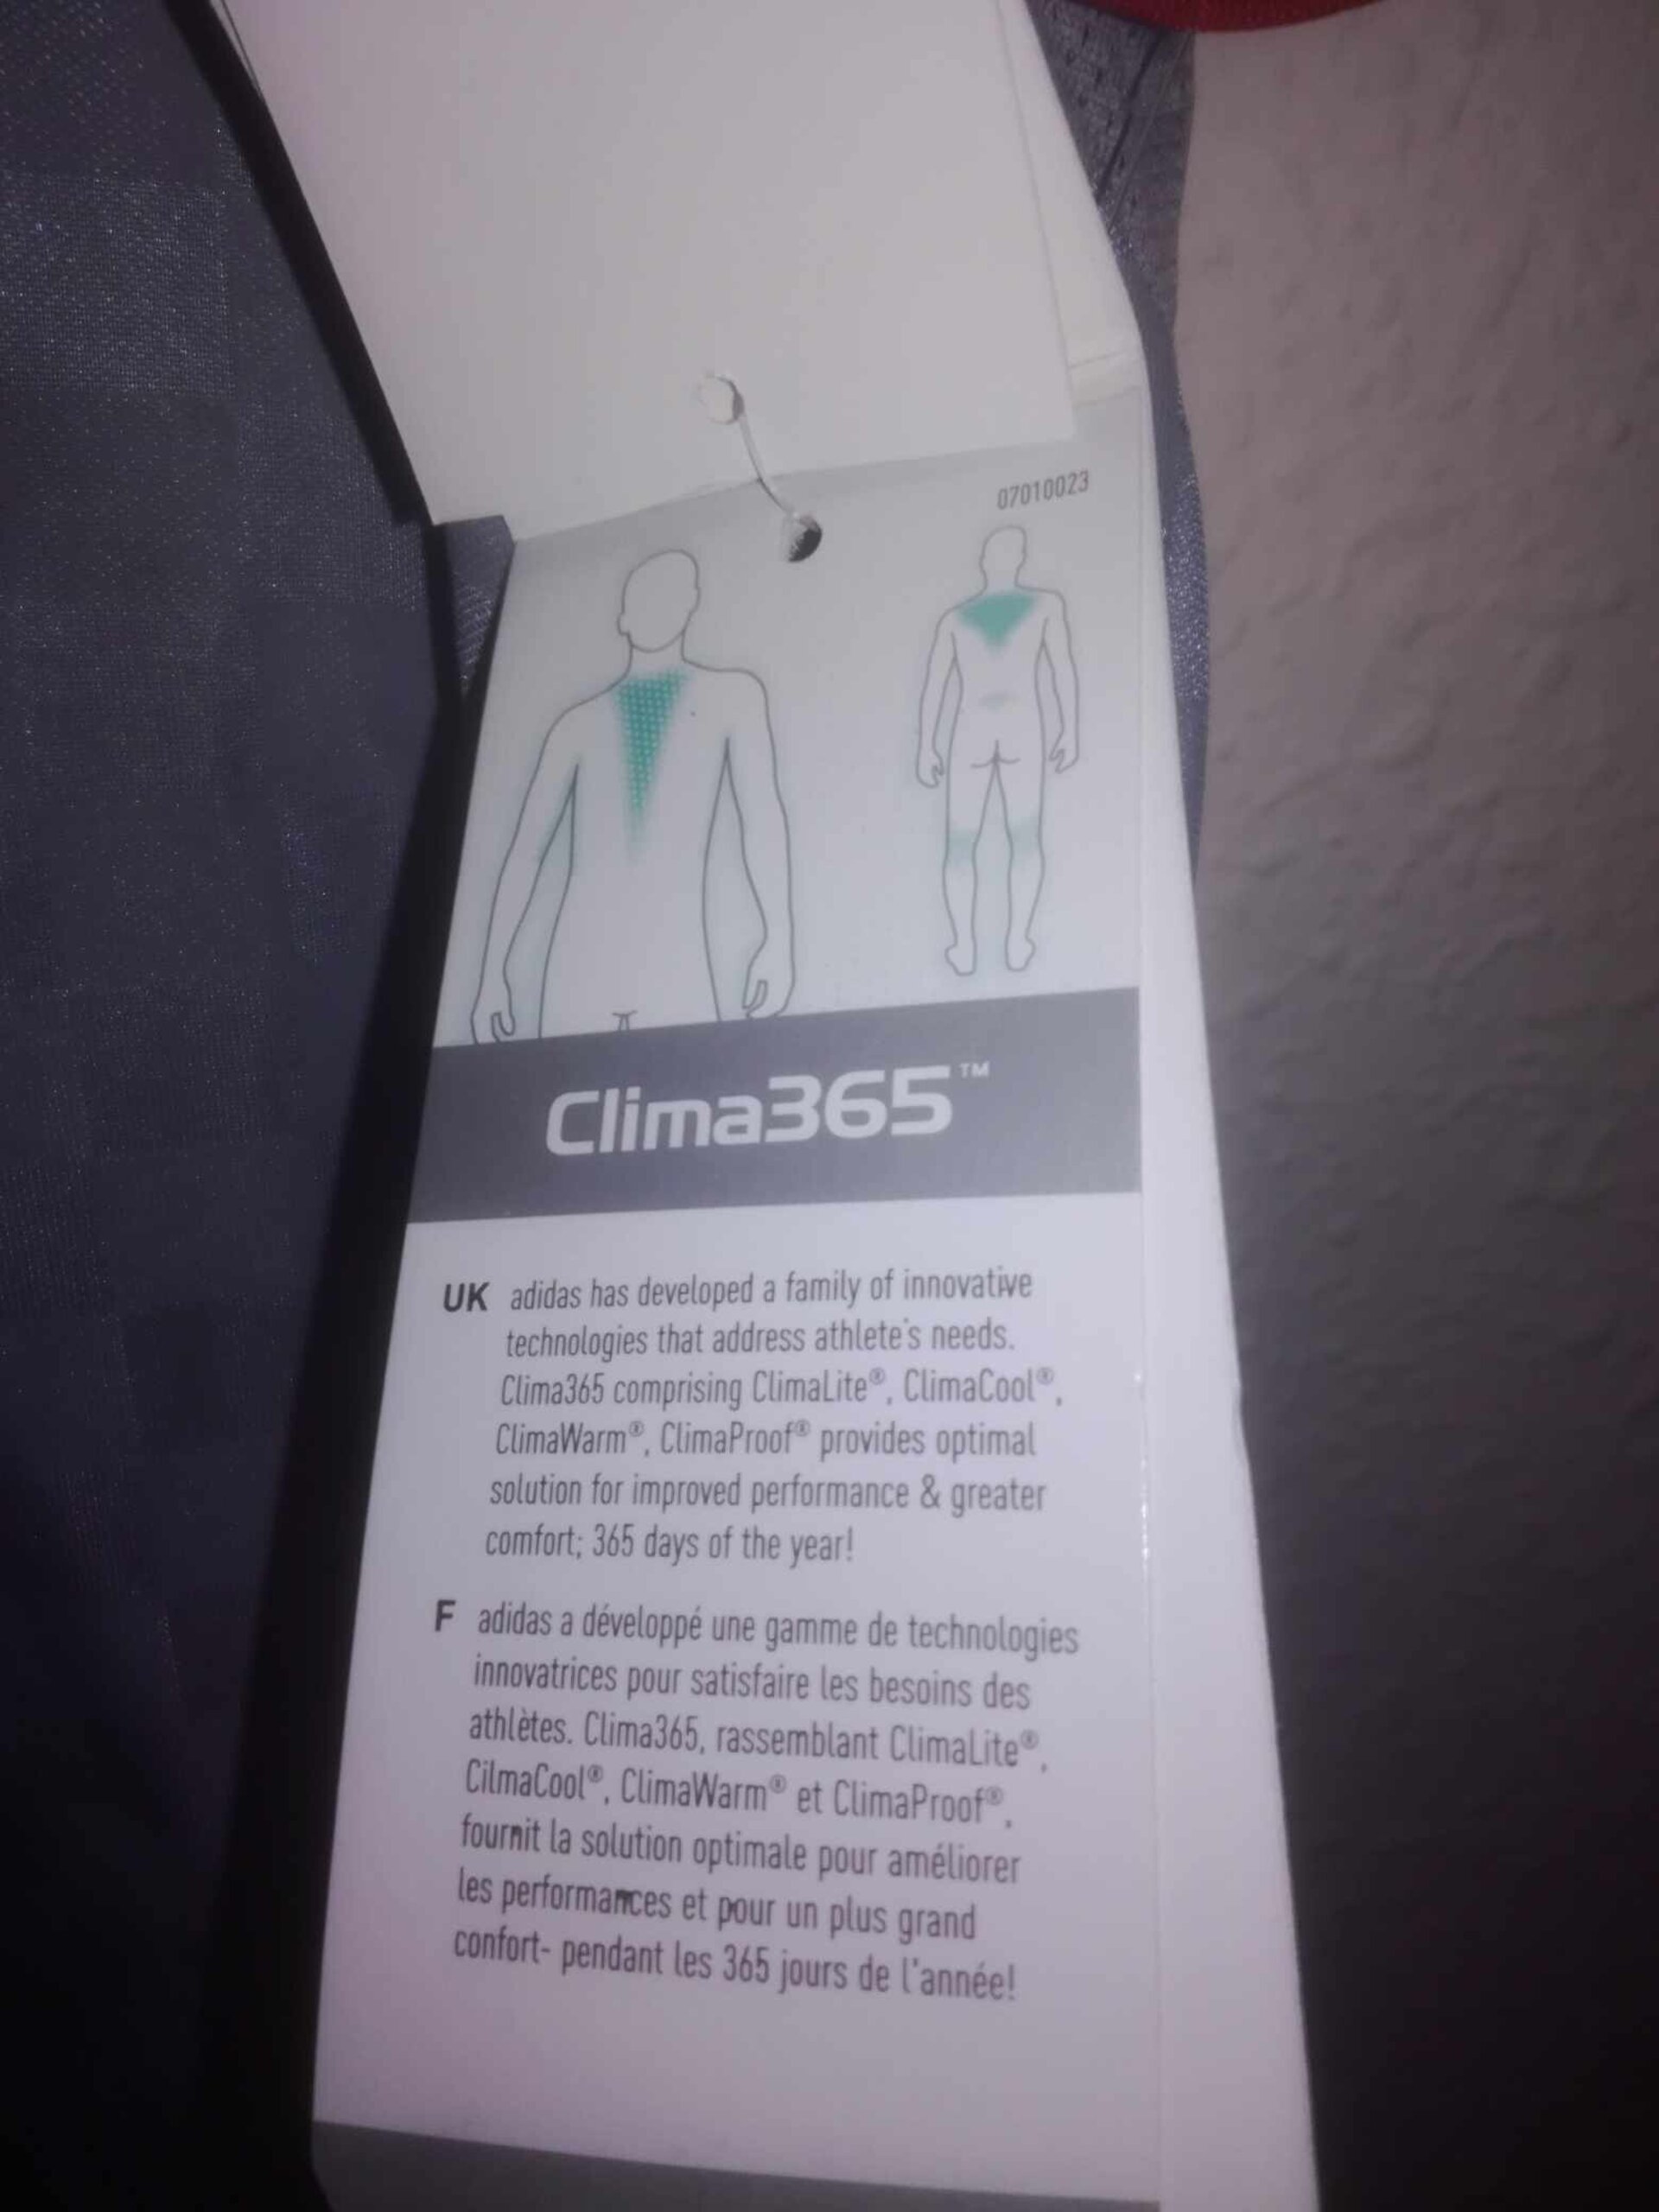 07010023
Clima365™
UK adidas has developed a family of innovative
technologies that address athlete's needs.
Clima365 comprising ClimaLite®, ClimaCool®,
ClimaWarm®, ClimaProof® provides optimal
solution for improved performance & greater
comfort; 365 days of the year!
F adidas a développé une gamme de technologies
innovatrices pour satisfaire les besoins des
athlètes. Clima365, rassemblant ClimaLite®,
CilmaCool®, ClimaWarm® et ClimaProof®,
fournit la solution optimale pour améliorer
les performances et pour un plus grand
confort- pendant les 365 jours de l'année!